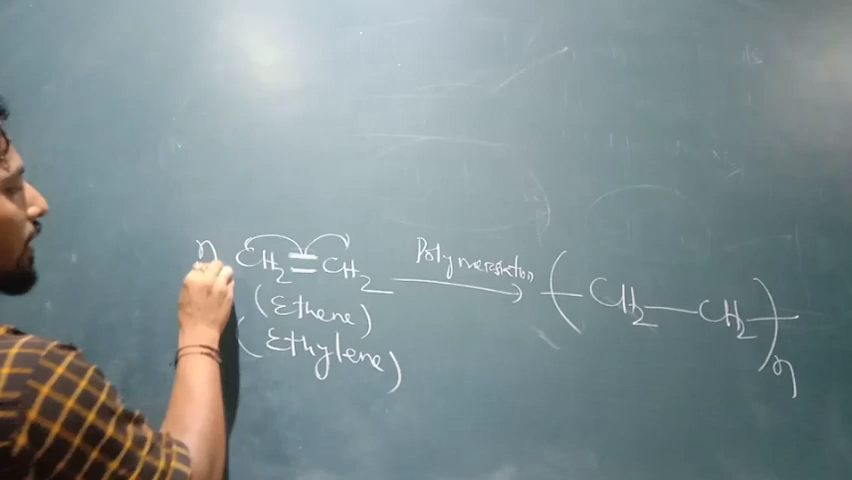 n CH2 = CH2 Polymerisation ( CH2 — CH2 )n
(Ethene)
(Ethylene)